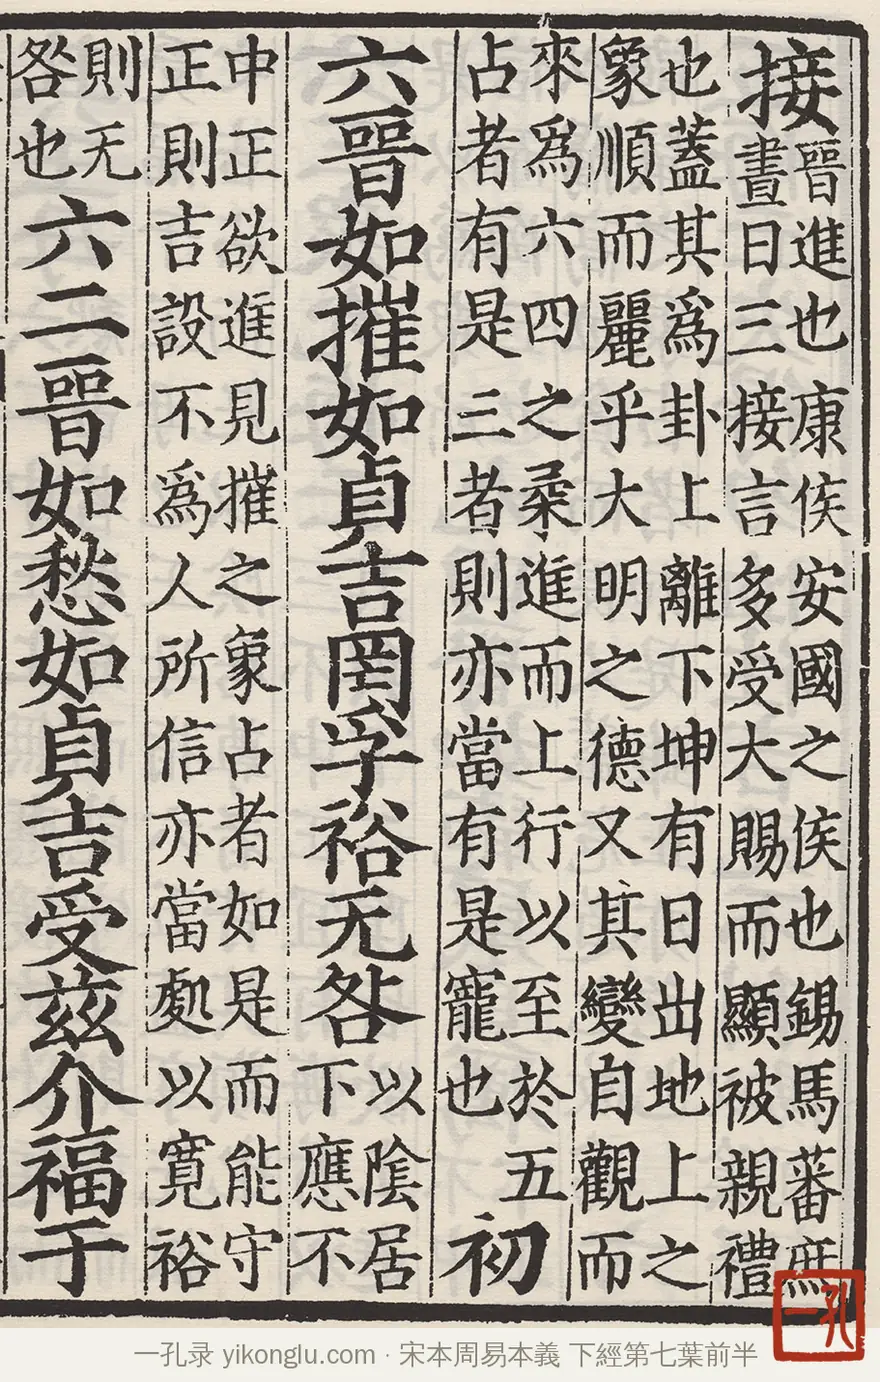 接晉進也康侯安國之侯也錫馬蕃庶
晝日三接言多受大賜而顯被親禮
也蓋其爲卦上離下坤有日出地上之
象順而麗乎大明之德又其變自觀而
來爲六四之柔進而上行以至於五
占者有是三者則亦當有是寵也初
六晉如摧如貞吉罔孚裕无咎以陰居
下應不
中正欲進見摧之象占者如是而能守
正則吉設不爲人所信亦當處以寬裕
則无
咎也六二晉如愁如貞吉受兹介福于
一孔
一孔录 yikonglu.com · 宋本周易本義 下經第七葉前半